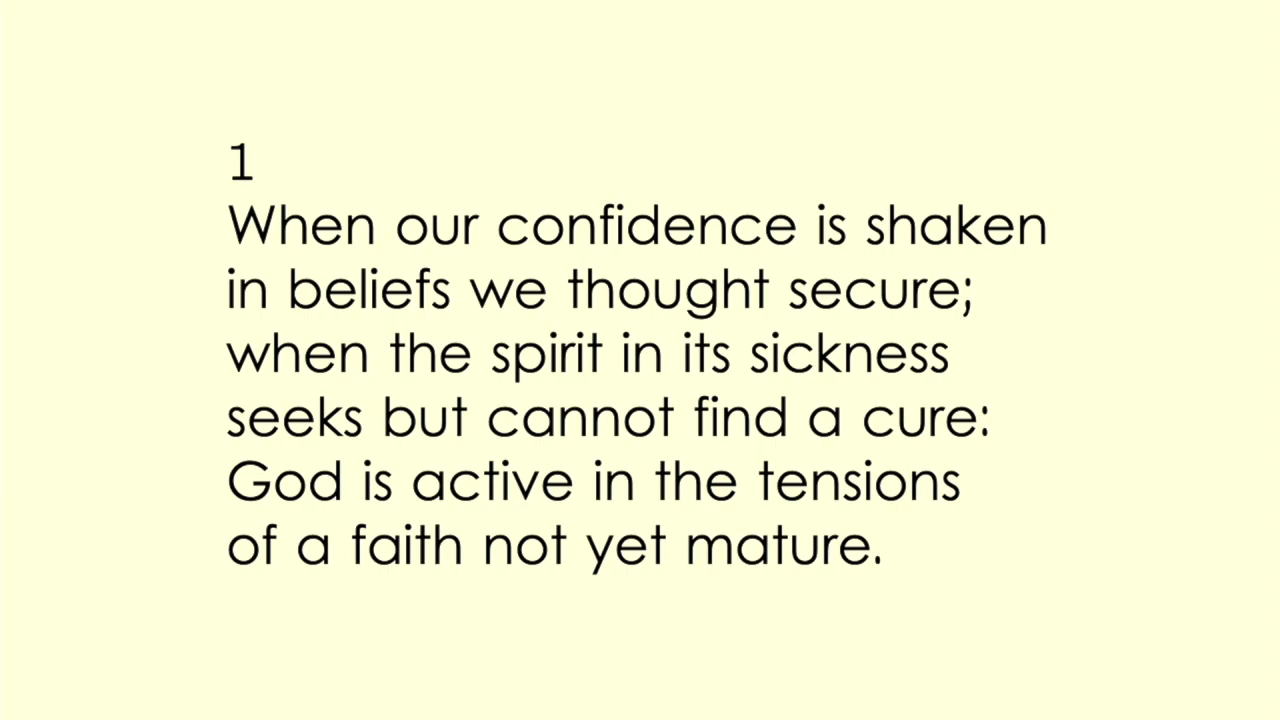 1
When our confidence is shaken
in beliefs we thought secure;
when the spirit in its sickness
seeks but cannot find a cure:
God is active in the tensions
of a faith not yet mature.